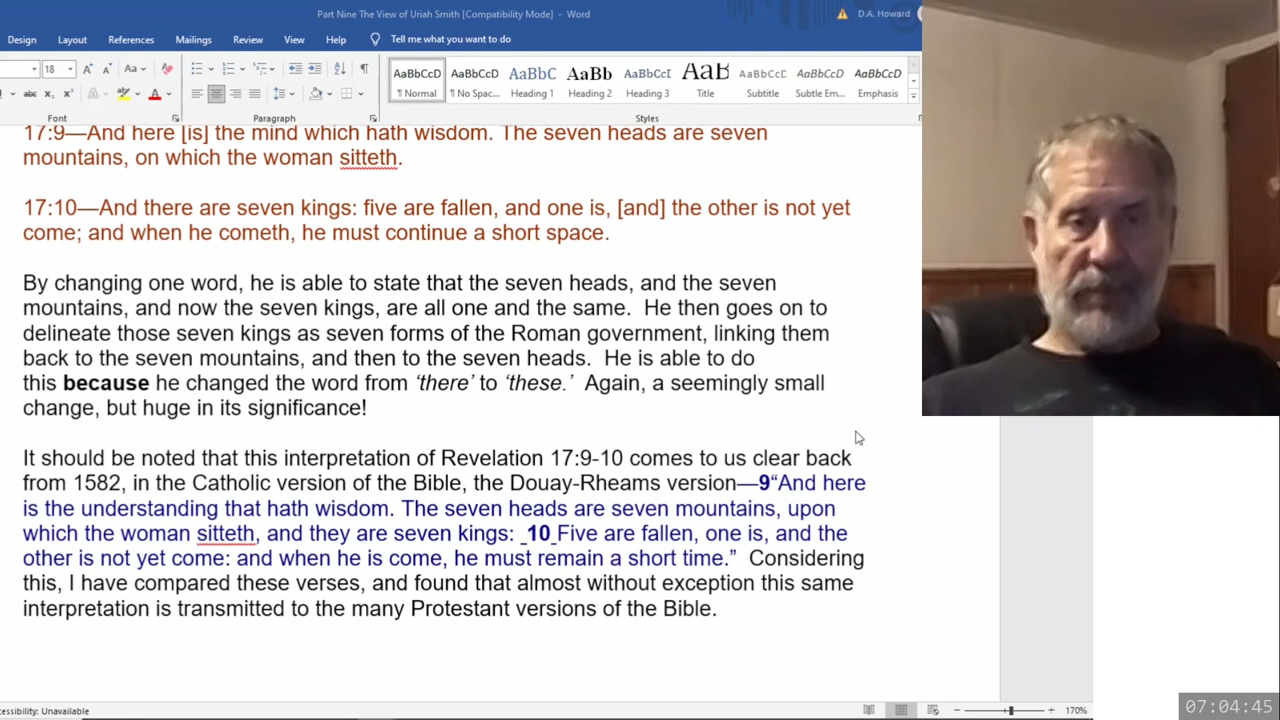 Part Nine The View of Uriah Smith [Compatibility Mode] - Word
D.A. Howard
Design Layout References Mailings Review View Help Tell me what you want to do
18 Aa
AaBbCcD AaBbCcD AaBbC AaBb AaBbCcI AaB AaBbCcD AaBbCcD AaBbCcD
¶ Normal ¶ No Spac... Heading 1 Heading 2 Heading 3 Title Subtitle Subtle Em... Emphasis
Font Paragraph Styles
17:9—And here [is] the mind which hath wisdom. The seven heads are seven
mountains, on which the woman sitteth.
17:10—And there are seven kings: five are fallen, and one is, [and] the other is not yet
come; and when he cometh, he must continue a short space.
By changing one word, he is able to state that the seven heads, and the seven
mountains, and now the seven kings, are all one and the same. He then goes on to
delineate those seven kings as seven forms of the Roman government, linking them
back to the seven mountains, and then to the seven heads. He is able to do
this because he changed the word from ‘there’ to ‘these.’ Again, a seemingly small
change, but huge in its significance!
It should be noted that this interpretation of Revelation 17:9-10 comes to us clear back
from 1582, in the Catholic version of the Bible, the Douay-Rheams version—9“And here
is the understanding that hath wisdom. The seven heads are seven mountains, upon
which the woman sitteth, and they are seven kings: 10 Five are fallen, one is, and the
other is not yet come: and when he is come, he must remain a short time.” Considering
this, I have compared these verses, and found that almost without exception this same
interpretation is transmitted to the many Protestant versions of the Bible.
cessibility: Unavailable
170%
07:04:45